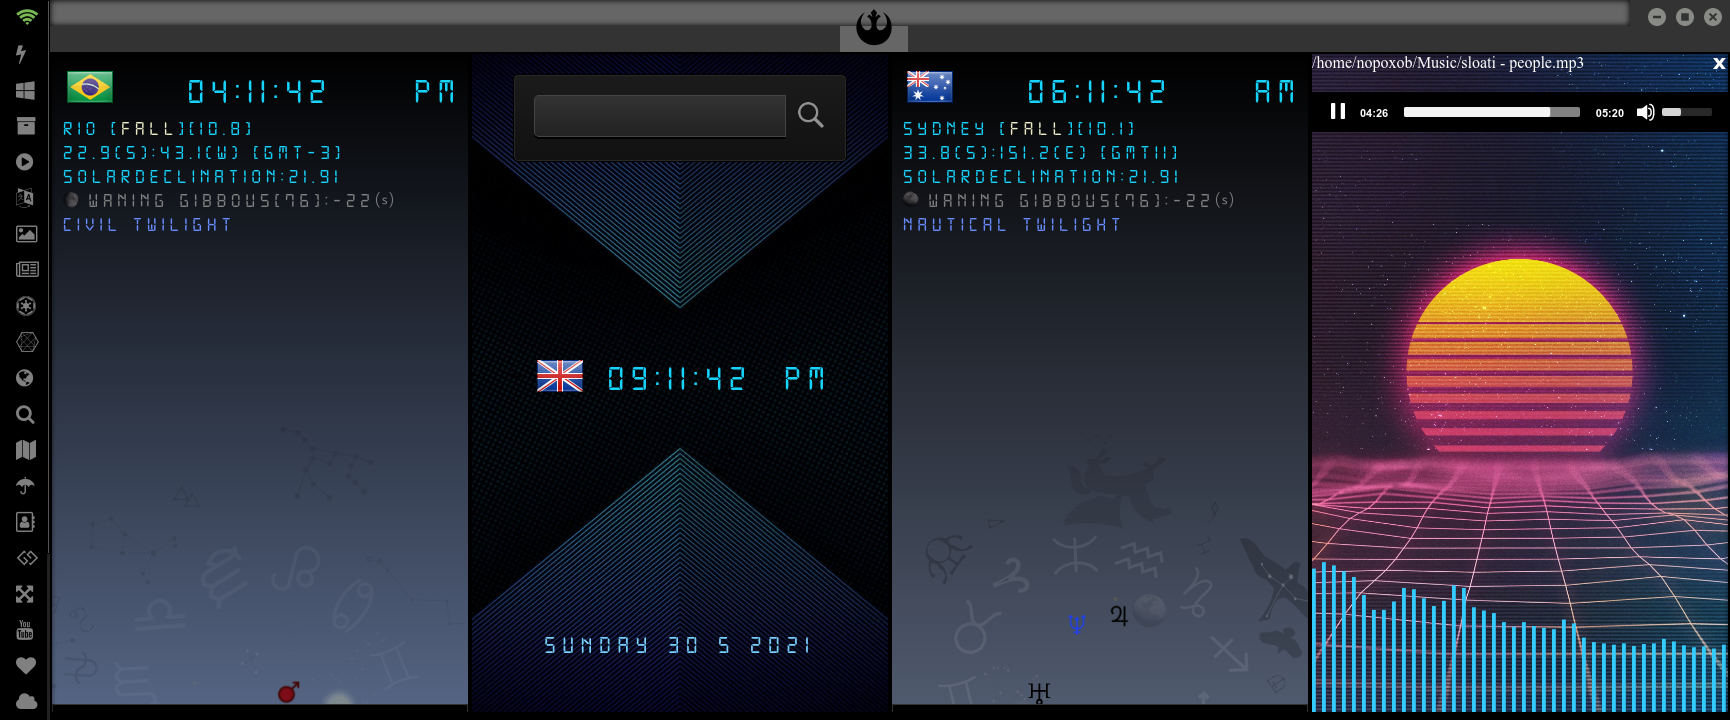 04:11:42 PM
RIO [FALL][10.8]
22.9(S):43.1(W) [GMT-3]
SOLARDECLINATION:21.91
WANING GIBBOUS[76]:-22(s)
CIVIL TWILIGHT
09:11:42 PM
SUNDAY 30 5 2021
06:11:42 AM
SYDNEY [FALL][10.1]
33.8(S):151.2(E) [GMT11]
SOLARDECLINATION:21.91
WANING GIBBOUS[76]:-22(s)
NAUTICAL TWILIGHT
/home/nopoxob/Music/sloati - people.mp3 X
04:26 05:20
You
Tube